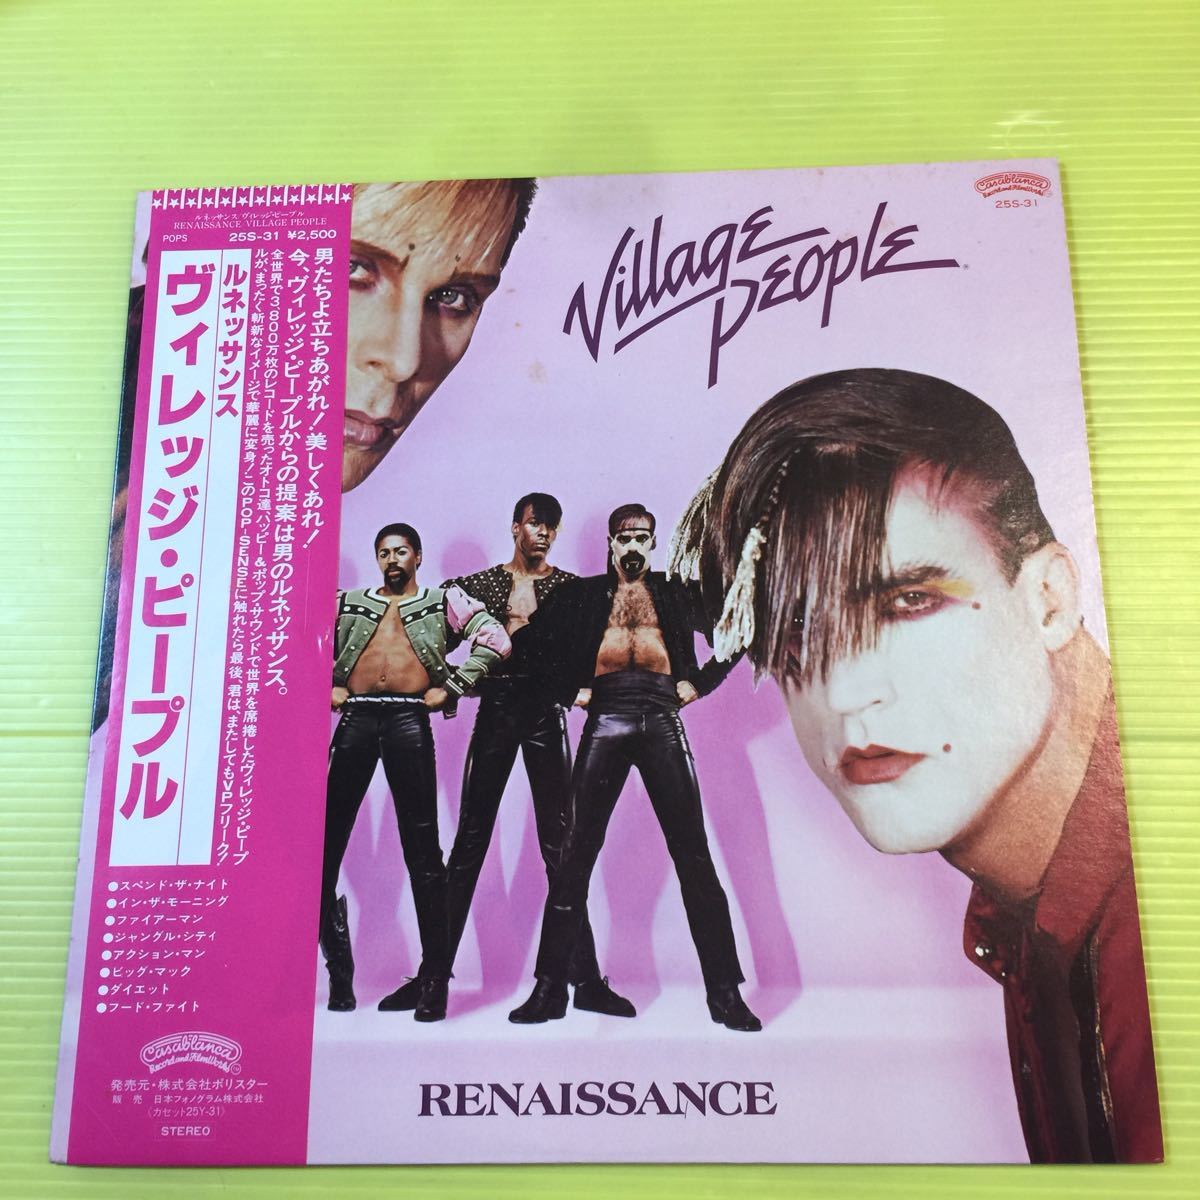 ルネッサンス/ヴィレッジ・ピープル
RENAISSANCE VILLAGE PEOPLE
POPS 25S-31 ¥2,500
男たちよ立ちあがれ!美しくあれ!
今、ヴィレッジ・ピープルからの提案は男のルネッサンス。
全世界で3,800万枚のレコードを売ったオトコ達、ハッピー&ポップ・サウンドで世界を席捲したヴィレッジ・ピープ
ルが、まったく斬新なイメージで華麗に変身!このPOP-SENSEに触れたら最後、君は、またしてもVPフリーク!
ルネッサンス
ヴィレッジ・ピープル
●スペンド・ザ・ナイト
●イン・ザ・モーニング
●ファイアーマン
●ジャングル・シティ
●アクション・マン
●ビッグ・マック
●ダイエット
●フード・ファイト
Casablanca
Record and FilmWorks
発売元・株式会社ポリスター
販売 日本フォノグラム株式会社
(カセット25Y-31)
STEREO
Village
People
Casablanca
Record and FilmWorks
25S-31
RENAISSANCE